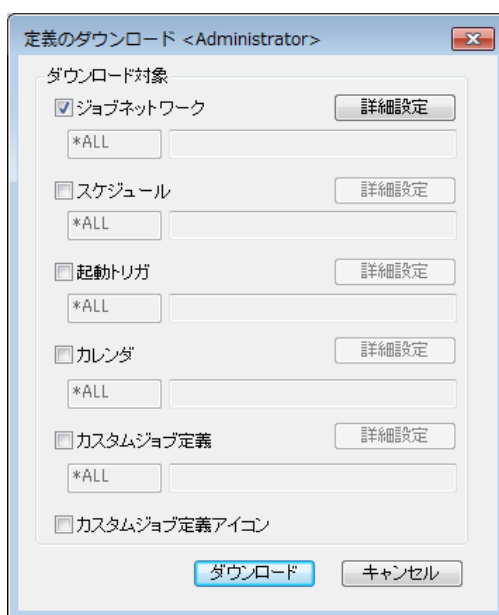 定義のダウンロード <Administrator>
ダウンロード対象
ジョブネットワーク 詳細設定
*ALL
スケジュール 詳細設定
*ALL
起動トリガ 詳細設定
*ALL
カレンダ 詳細設定
*ALL
カスタムジョブ定義 詳細設定
*ALL
カスタムジョブ定義アイコン
ダウンロード キャンセル